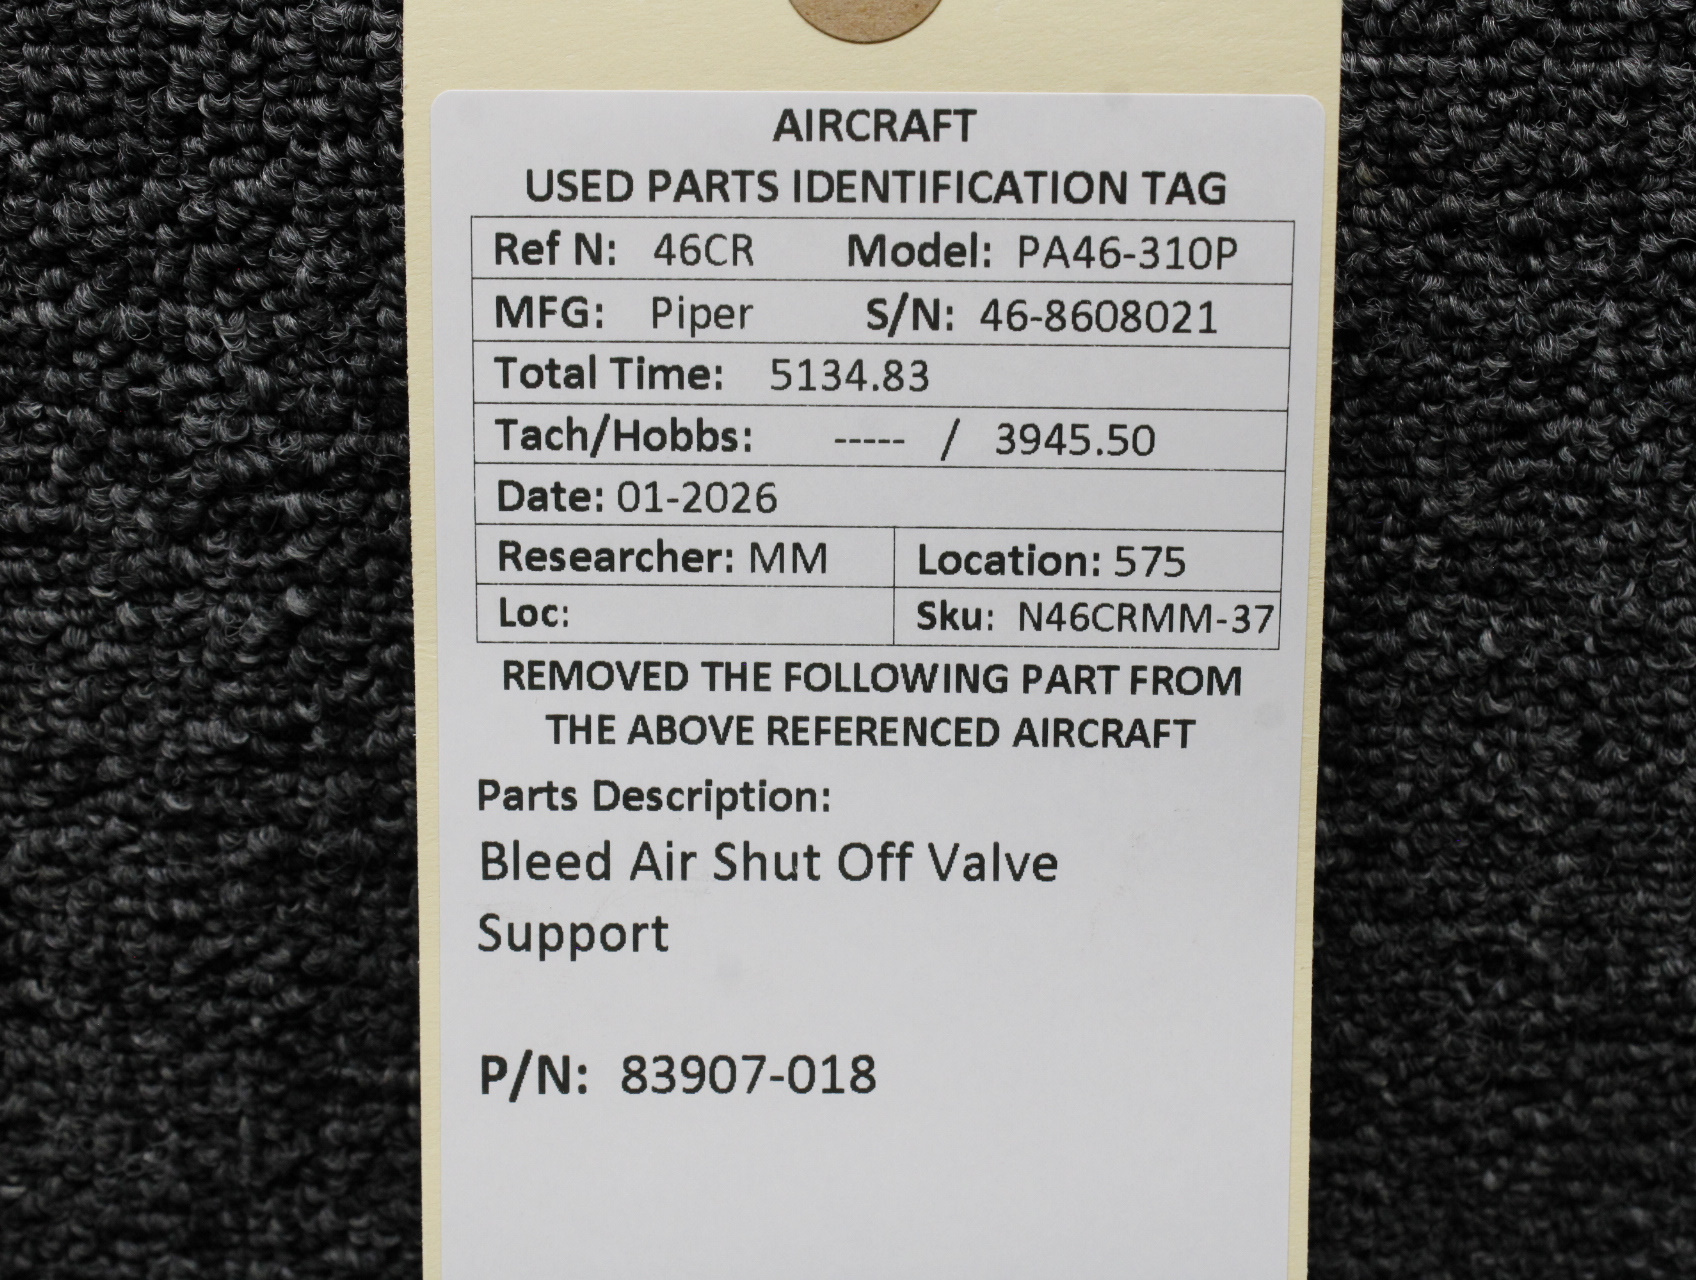 AIRCRAFT
USED PARTS IDENTIFICATION TAG
Ref N: 46CR Model: PA46-310P
MFG: Piper S/N: 46-8608021
Total Time: 5134.83
Tach/Hobbs: ----- / 3945.50
Date: 01-2026
Researcher: MM Location: 575
Loc: Sku: N46CRMM-37
REMOVED THE FOLLOWING PART FROM
THE ABOVE REFERENCED AIRCRAFT
Parts Description:
Bleed Air Shut Off Valve
Support
P/N: 83907-018